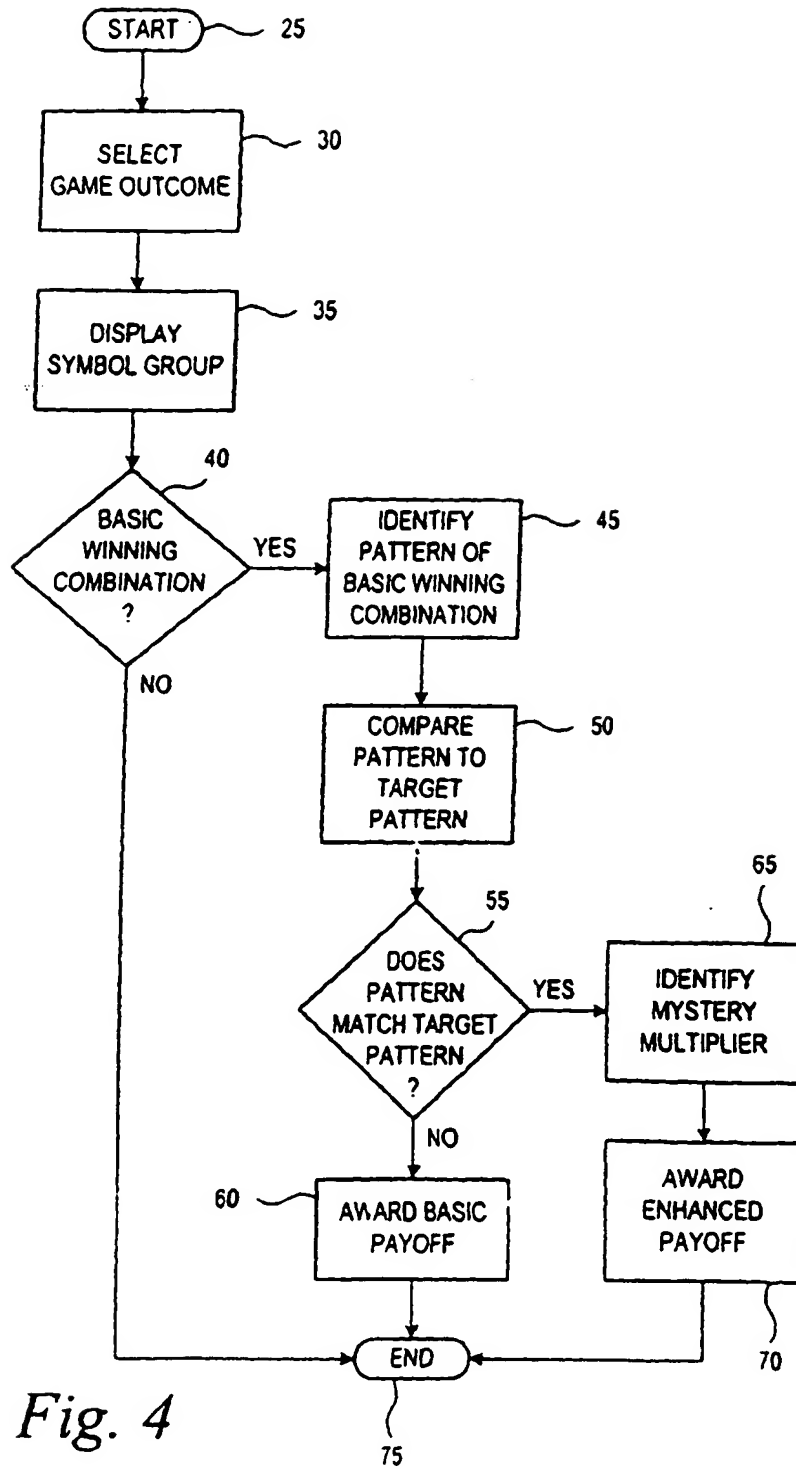 START
25
SELECT
GAME OUTCOME
30
DISPLAY
SYMBOL GROUP
35
40
BASIC
WINNING
COMBINATION
?
YES
NO
IDENTIFY
PATTERN OF
BASIC WINNING
COMBINATION
45
COMPARE
PATTERN TO
TARGET
PATTERN
50
55
DOES
PATTERN
MATCH TARGET
PATTERN
?
YES
NO
65
IDENTIFY
MYSTERY
MULTIPLIER
60
AWARD BASIC
PAYOFF
AWARD
ENHANCED
PAYOFF
70
END
75
Fig. 4